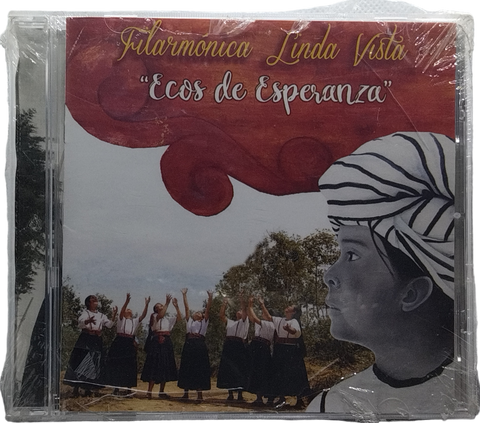 Filarmónica Linda Vista
"Ecos de Esperanza"